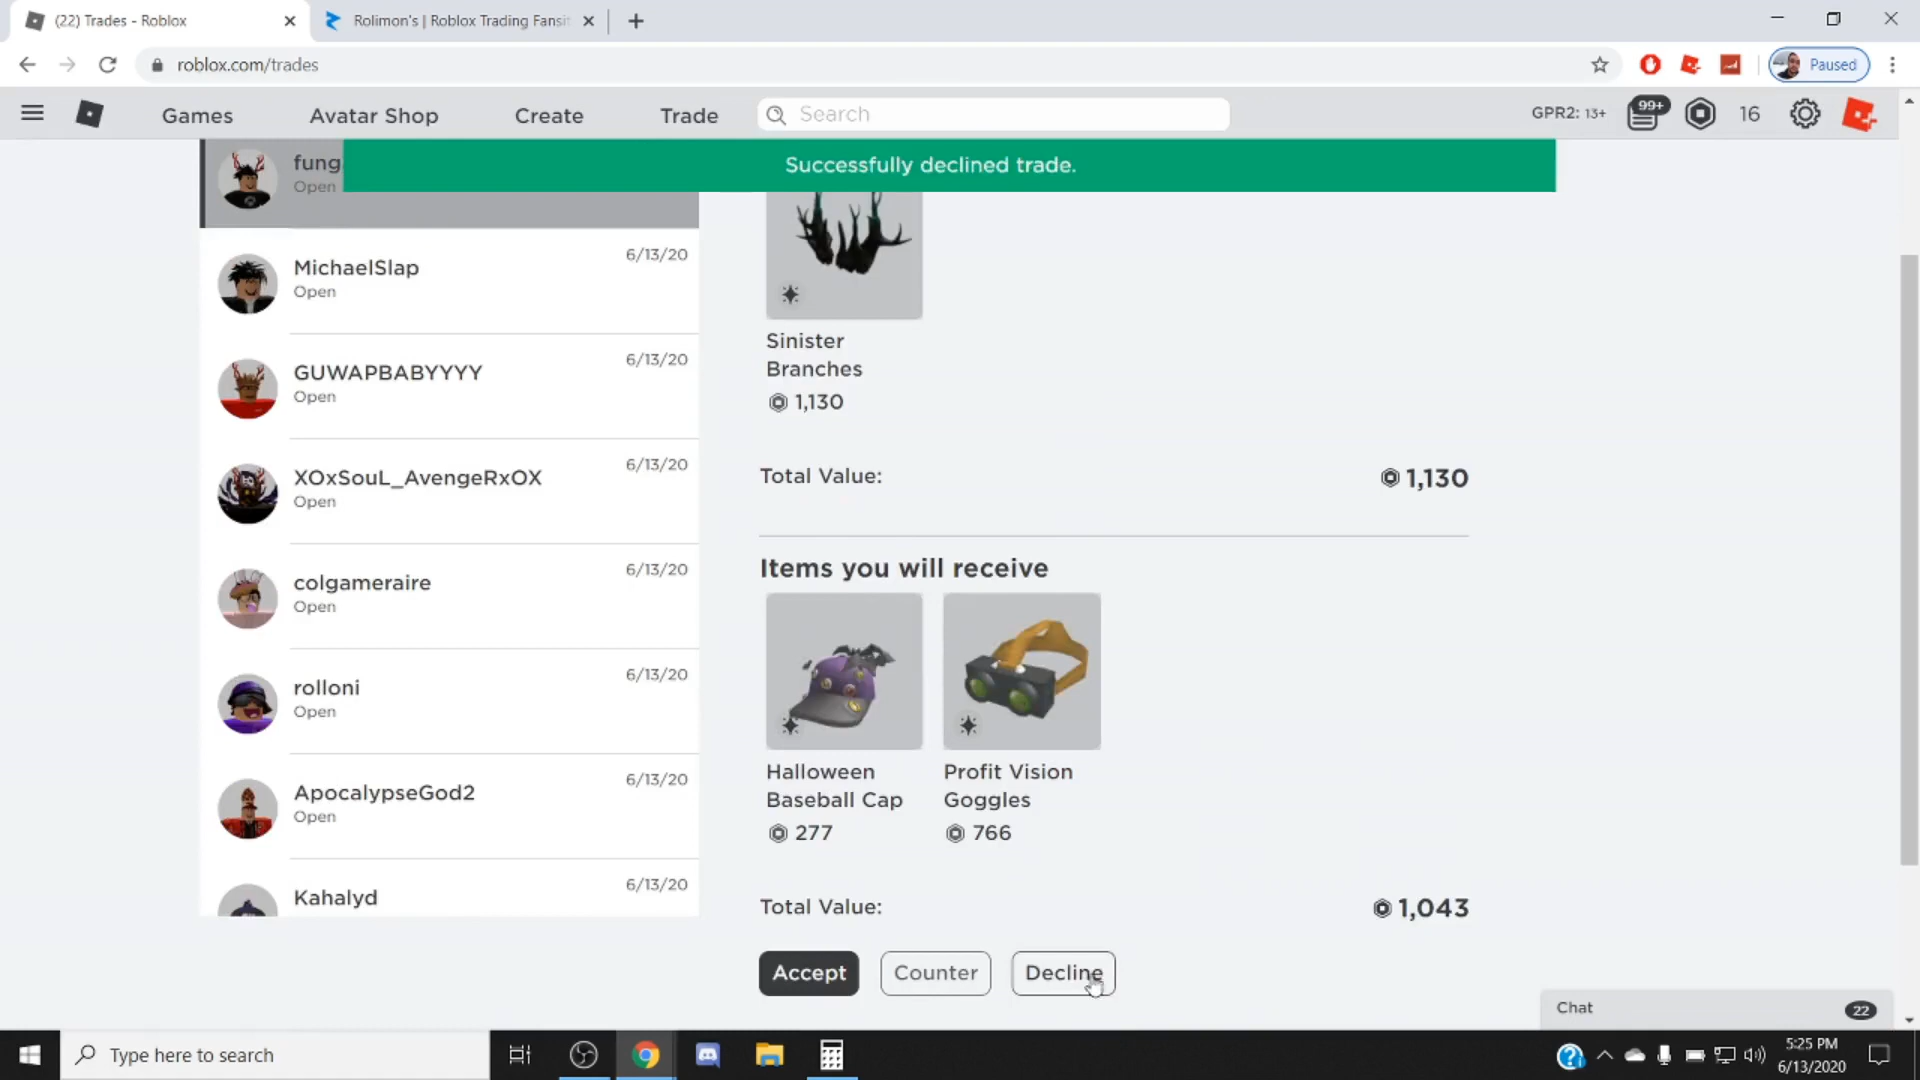 (22) Trades - Roblox
Rolimon's | Roblox Trading Fansit
roblox.com/trades
Paused
Games
Avatar Shop
Create
Trade
Search
GPR2: 13+
99+
16
Successfully declined trade.
fung
Open
MichaelSlap
6/13/20
Open
GUWAPBABYYYY
6/13/20
Open
XOxSouL_AvengeRxOX
6/13/20
Open
colgameraire
6/13/20
Open
rolloni
6/13/20
Open
ApocalypseGod2
6/13/20
Open
Kahalyd
6/13/20
Sinister
Branches
1,130
Total Value:
1,130
Items you will receive
Halloween
Baseball Cap
277
Profit Vision
Goggles
766
Total Value:
1,043
Accept
Counter
Decline
Chat
22
Type here to search
5:25 PM
6/13/2020